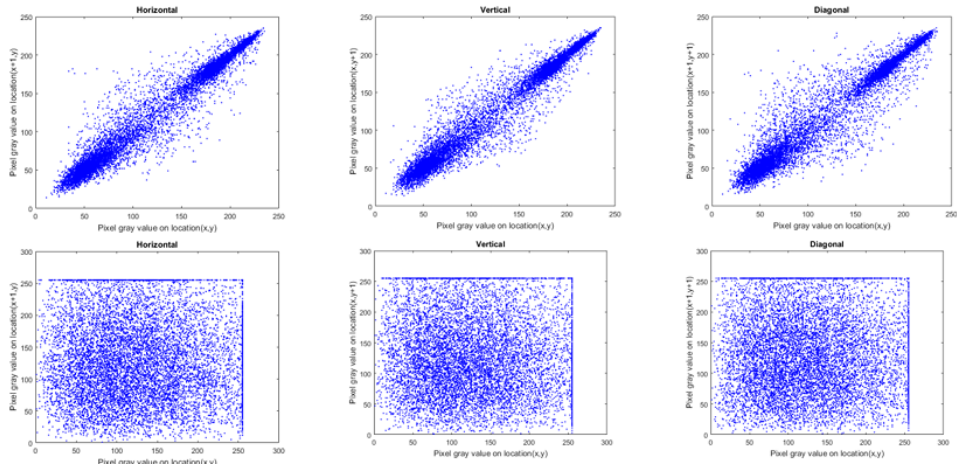 Horizontal
Pixel gray value on location(x+1,y)
250
200
150
100
50
0
0 50 100 150 200 250
Pixel gray value on location(x,y)
Vertical
Pixel gray value on location(x,y+1)
250
200
150
100
50
0
0 50 100 150 200 250
Pixel gray value on location(x,y)
Diagonal
Pixel gray value on location(x+1,y+1)
250
200
150
100
50
0
0 50 100 150 200 250
Pixel gray value on location(x,y)
Horizontal
Pixel gray value on location(x+1,y)
300
250
200
150
100
50
0
0 50 100 150 200 250 300
Pixel gray value on location(x,y)
Vertical
Pixel gray value on location(x,y+1)
300
250
200
150
100
50
0
0 50 100 150 200 250 300
Pixel gray value on location(x,y)
Diagonal
Pixel gray value on location(x+1,y+1)
300
250
200
150
100
50
0
0 50 100 150 200 250 300
Pixel gray value on location(x,y)